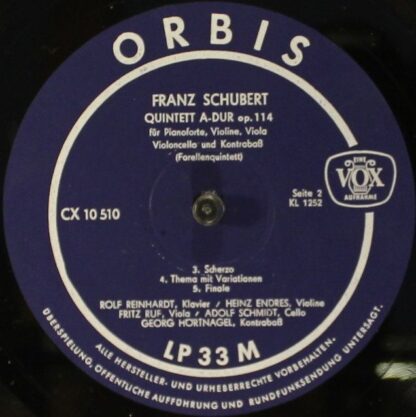 ORBIS
FRANZ SCHUBERT
QUINTETT A-DUR op. 114
für Pianoforte, Violine, Viola
Violoncello und Kontrabaß
(Forellenquintett)
EINE
VOX
AUFNAHME
CX 10 510
Seite 2
KL 1252
3. Scherzo
4. Thema mit Variationen
5. Finale
ROLF REINHARDT, Klavier / HEINZ ENDRES, Violine
FRITZ RUF, Viola / ADOLF SCHMIDT, Cello
GEORG HORTNAGEL, Kontrabaß
LP 33 M
ALLE HERSTELLER- UND URHEBERRECHTE VORBEHALTEN.
ÜBERSPIELUNG, ÖFFENTLICHE AUFFÜHRUNG UND RUNDFUNKSENDUNG UNTERSAGT.